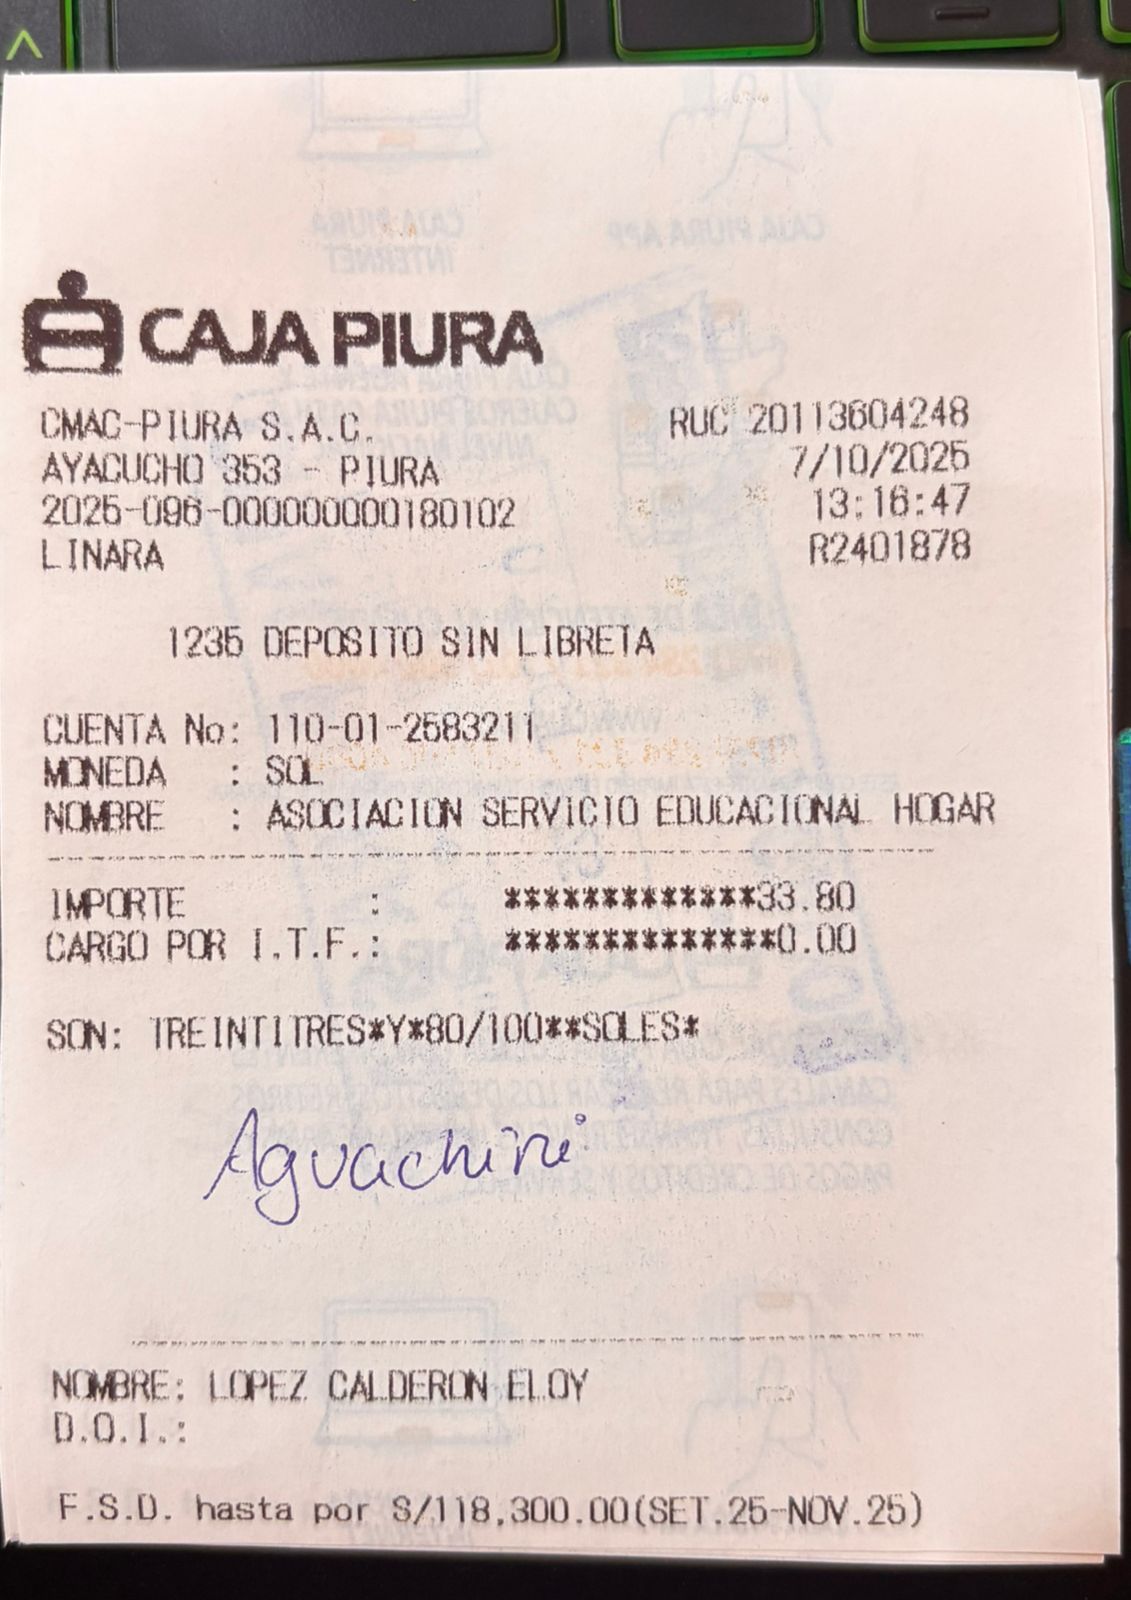 CAJA PIURA
CMAC-PIURA S.A.C. RUC 20113604248
AYACUCHO 353 - PIURA 7/10/2025
2025-096-000000000180102 13:16:47
LINARA R2401878
1235 DEPOSITO SIN LIBRETA
CUENTA No: 110-01-2583211
MONEDA : SOL
NOMBRE : ASOCIACION SERVICIO EDUCACIONAL HOGAR
IMPORTE : *************33.80
CARGO POR I.T.F.: **************0.00
SON: TREINTITRES*Y*80/100**SOLES*
NOMBRE: LOPEZ CALDERON ELOY
D.O.I.:
F.S.D. hasta por S/118,300.00(SET.25-NOV.25)